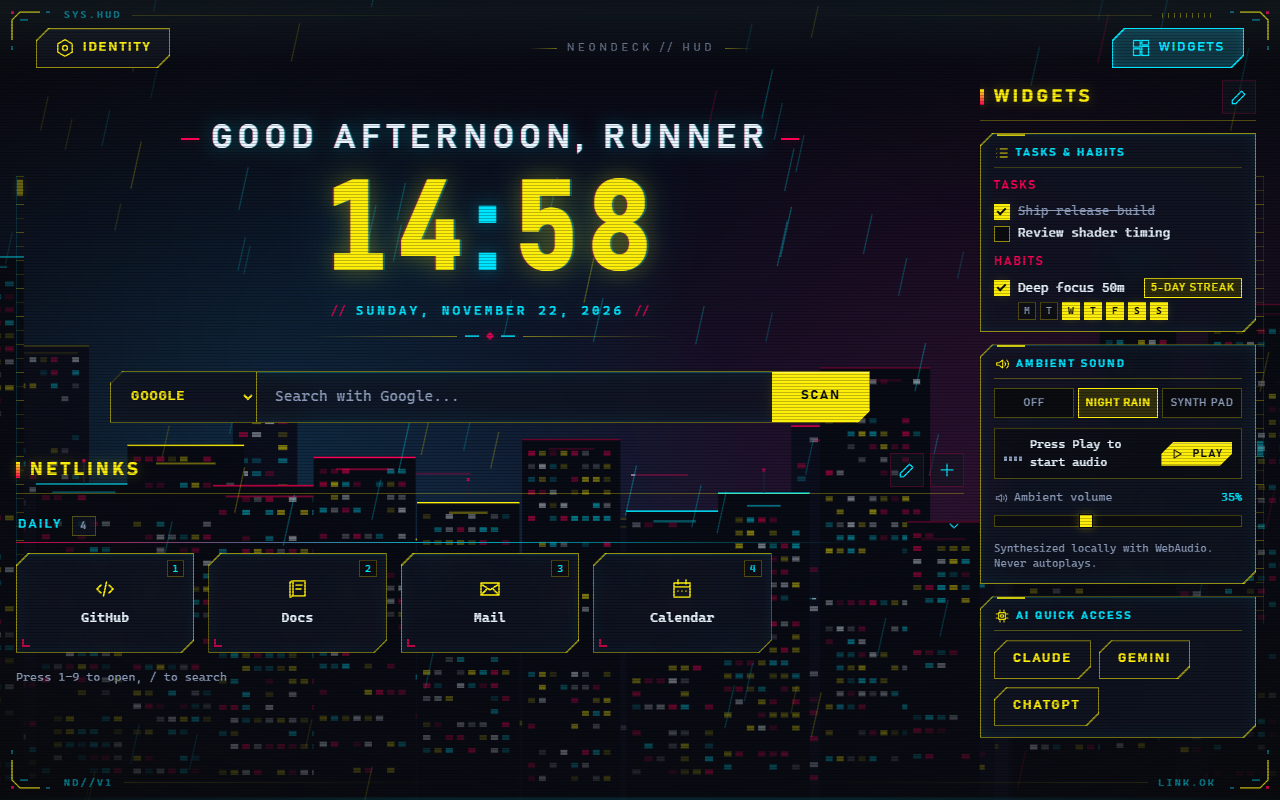 SYS.HUD
IDENTITY
NEONDECK // HUD
WIDGETS
GOOD AFTERNOON, RUNNER
14:58
// SUNDAY, NOVEMBER 22, 2026 //
GOOGLE
Search with Google...
SCAN
NETLINKS
DAILY 4
1
GitHub
2
Docs
3
Mail
4
Calendar
Press 1-9 to open, / to search
WIDGETS
TASKS & HABITS
TASKS
Ship release build
Review shader timing
HABITS
Deep focus 50m 5-DAY STREAK
M T W T F S S
AMBIENT SOUND
OFF NIGHT RAIN SYNTH PAD
Press Play to
start audio
PLAY
Ambient volume 35%
Synthesized locally with WebAudio.
Never autoplays.
AI QUICK ACCESS
CLAUDE GEMINI
CHATGPT
ND//V1
LINK.OK